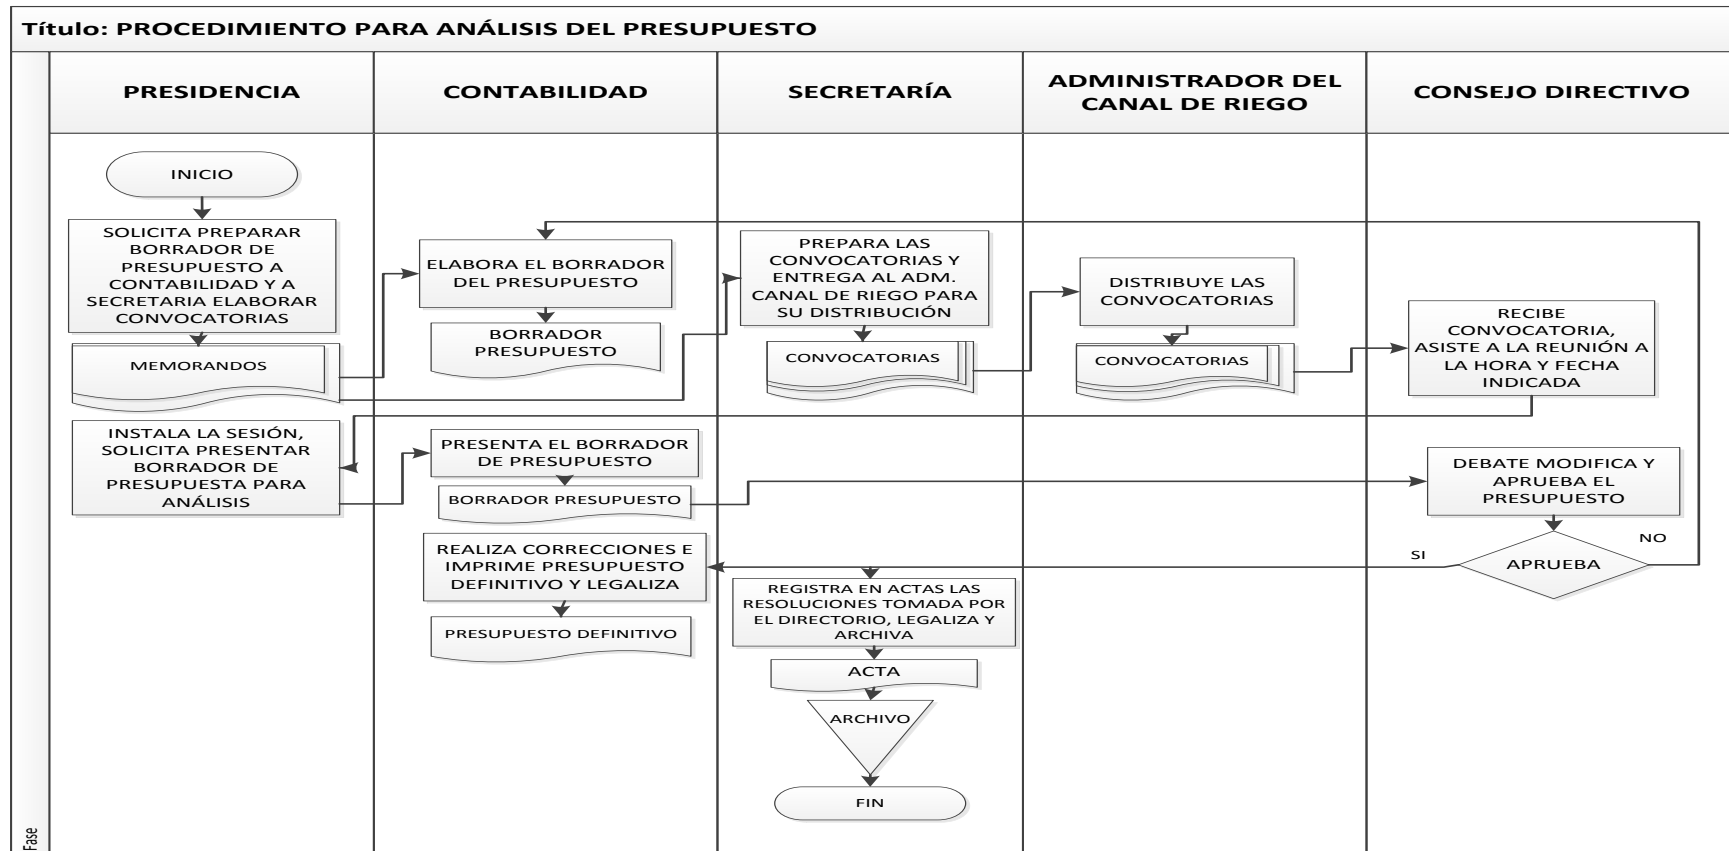 Título: PROCEDIMIENTO PARA ANÁLISIS DEL PRESUPUESTO
PRESIDENCIA
CONTABILIDAD
SECRETARÍA
ADMINISTRADOR DEL
CANAL DE RIEGO
CONSEJO DIRECTIVO
INICIO
SOLICITA PREPARAR
BORRADOR DE
PRESUPUESTO A
CONTABILIDAD Y A
SECRETARIA ELABORAR
CONVOCATORIAS
MEMORANDOS
ELABORA EL BORRADOR
DEL PRESUPUESTO
BORRADOR
PRESUPUESTO
PREPARA LAS
CONVOCATORIAS Y
ENTREGA AL ADM.
CANAL DE RIEGO PARA
SU DISTRIBUCIÓN
CONVOCATORIAS
DISTRIBUYE LAS
CONVOCATORIAS
CONVOCATORIAS
RECIBE
CONVOCATORIA,
ASISTE A LA REUNIÓN A
LA HORA Y FECHA
INDICADA
INSTALA LA SESIÓN,
SOLICITA PRESENTAR
BORRADOR DE
PRESUPUESTA PARA
ANÁLISIS
PRESENTA EL BORRADOR
DE PRESUPUESTO
BORRADOR PRESUPUESTO
DEBATE MODIFICA Y
APRUEBA EL
PRESUPUESTO
APRUEBA
SI
NO
REALIZA CORRECCIONES E
IMPRIME PRESUPUESTO
DEFINITIVO Y LEGALIZA
PRESUPUESTO DEFINITIVO
REGISTRA EN ACTAS LAS
RESOLUCIONES TOMADA POR
EL DIRECTORIO, LEGALIZA Y
ARCHIVA
ACTA
ARCHIVO
FIN
Fase